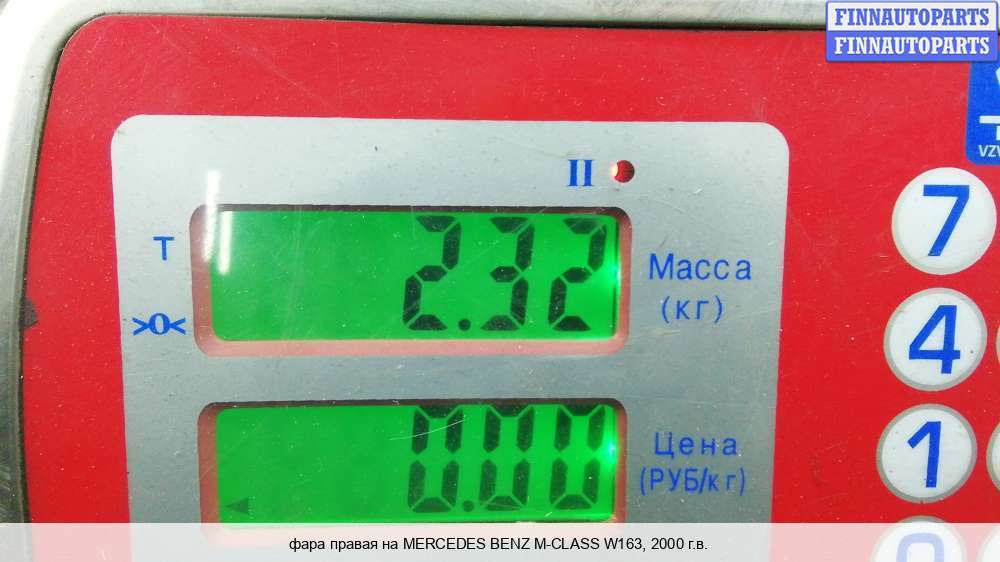 FINNAUTOPARTS
FINNAUTOPARTS
II
T
2.32
Масса
(кг)
>0<
0.00
Цена
(РУБ/кг)
7
4
1
0
фара правая на MERCEDES BENZ M-CLASS W163, 2000 г.в.